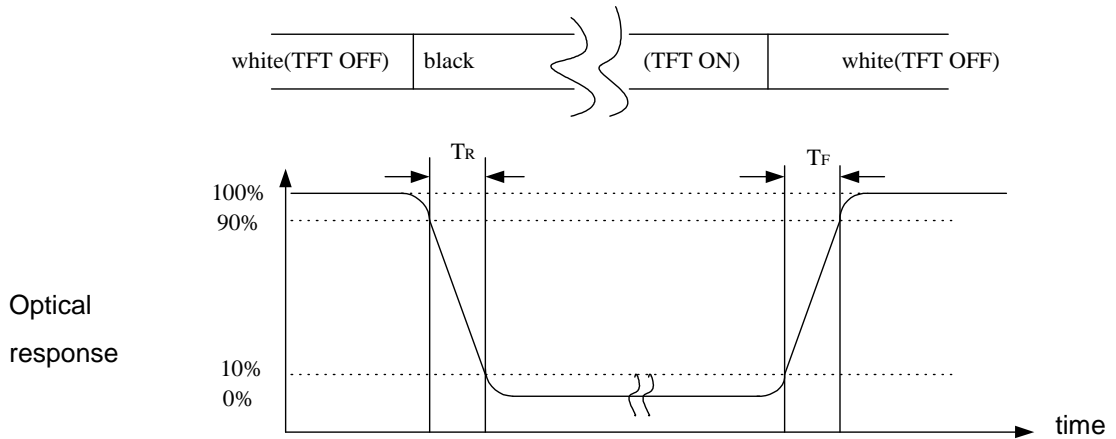 white(TFT OFF) black (TFT ON) white(TFT OFF)
TR TF
100%
90%
Optical
response
10%
0%
time